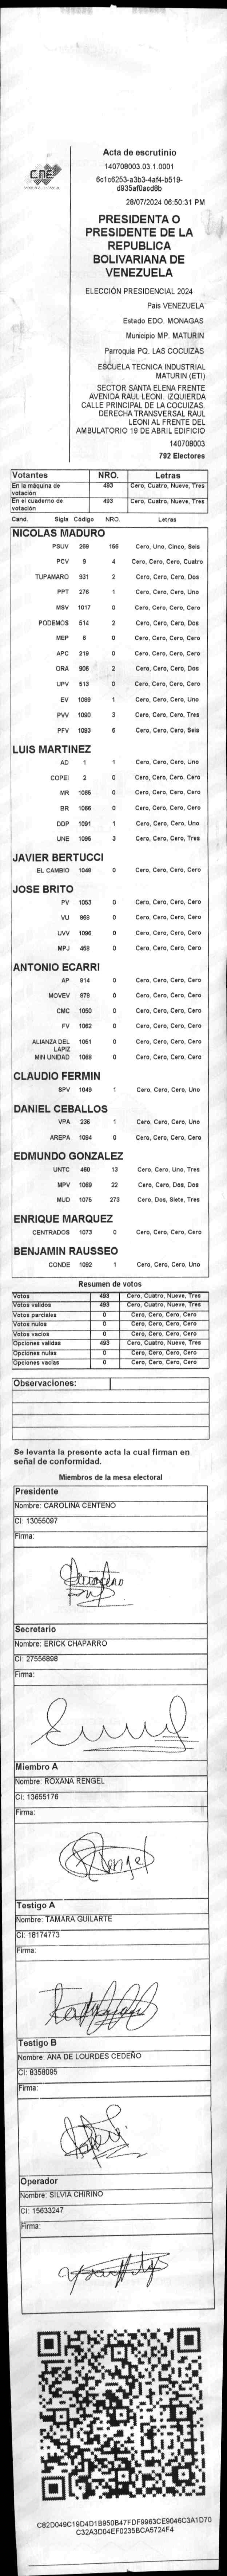 CNE
Acta de escrutinio
140708003.03.1.0001
6c1c6253-a3b3-4af4-b519-
d935af0acd8b
28/07/2024 06:50:31 PM
PRESIDENTA O
PRESIDENTE DE LA
REPUBLICA
BOLIVARIANA DE
VENEZUELA
ELECCIÓN PRESIDENCIAL 2024
País VENEZUELA
Estado EDO. MONAGAS
Municipio MP. MATURIN
Parroquia PQ. LAS COCUIZAS
ESCUELA TECNICA INDUSTRIAL
MATURIN (ETI)
SECTOR SANTA ELENA FRENTE
AVENIDA RAUL LEONI. IZQUIERDA
CALLE PRINCIPAL DE LA COCUIZAS.
DERECHA TRANSVERSAL RAUL
LEONI AL FRENTE DEL
AMBULATORIO 19 DE ABRIL EDIFICIO
140708003
792 Electores
Votantes NRO. Letras
En la máquina de votación 493 Cero, Cuatro, Nueve, Tres
En el cuaderno de votación 493 Cero, Cuatro, Nueve, Tres
Cand. Sigla Código NRO. Letras
NICOLAS MADURO
PSUV 269 166 Cero, Uno, Cinco, Seis
PCV 9 4 Cero, Cero, Cero, Cuatro
TUPAMARO 931 2 Cero, Cero, Cero, Dos
PPT 276 1 Cero, Cero, Cero, Uno
MSV 1017 0 Cero, Cero, Cero, Cero
PODEMOS 514 2 Cero, Cero, Cero, Dos
MEP 6 0 Cero, Cero, Cero, Cero
APC 219 0 Cero, Cero, Cero, Cero
ORA 906 2 Cero, Cero, Cero, Dos
UPV 513 0 Cero, Cero, Cero, Cero
EV 1089 1 Cero, Cero, Cero, Uno
PVV 1090 3 Cero, Cero, Cero, Tres
PFV 1093 6 Cero, Cero, Cero, Seis
LUIS MARTINEZ
AD 1 1 Cero, Cero, Cero, Uno
COPEI 2 0 Cero, Cero, Cero, Cero
MR 1065 0 Cero, Cero, Cero, Cero
BR 1066 0 Cero, Cero, Cero, Cero
DDP 1091 1 Cero, Cero, Cero, Uno
UNE 1095 3 Cero, Cero, Cero, Tres
JAVIER BERTUCCI
EL CAMBIO 1048 0 Cero, Cero, Cero, Cero
JOSE BRITO
PV 1053 0 Cero, Cero, Cero, Cero
VU 868 0 Cero, Cero, Cero, Cero
UVV 1096 0 Cero, Cero, Cero, Cero
MPJ 458 0 Cero, Cero, Cero, Cero
ANTONIO ECARRI
AP 814 0 Cero, Cero, Cero, Cero
MOVEV 878 0 Cero, Cero, Cero, Cero
CMC 1050 0 Cero, Cero, Cero, Cero
FV 1062 0 Cero, Cero, Cero, Cero
ALIANZA DEL LAPIZ 1051 0 Cero, Cero, Cero, Cero
MIN UNIDAD 1068 0 Cero, Cero, Cero, Cero
CLAUDIO FERMIN
SPV 1049 1 Cero, Cero, Cero, Uno
DANIEL CEBALLOS
VPA 236 1 Cero, Cero, Cero, Uno
AREPA 1094 0 Cero, Cero, Cero, Cero
EDMUNDO GONZALEZ
UNTC 460 13 Cero, Cero, Uno, Tres
MPV 1069 22 Cero, Cero, Dos, Dos
MUD 1075 273 Cero, Dos, Siete, Tres
ENRIQUE MARQUEZ
CENTRADOS 1073 0 Cero, Cero, Cero, Cero
BENJAMIN RAUSSEO
CONDE 1092 1 Cero, Cero, Cero, Uno
Resumen de votos
Votos 493 Cero, Cuatro, Nueve, Tres
Votos validos 493 Cero, Cuatro, Nueve, Tres
Votos parciales 0 Cero, Cero, Cero, Cero
Votos nulos 0 Cero, Cero, Cero, Cero
Votos vacios 0 Cero, Cero, Cero, Cero
Opciones validas 493 Cero, Cuatro, Nueve, Tres
Opciones nulas 0 Cero, Cero, Cero, Cero
Opciones vacias 0 Cero, Cero, Cero, Cero
Observaciones:
Se levanta la presente acta la cual firman en
señal de conformidad.
Miembros de la mesa electoral
Presidente
Nombre: CAROLINA CENTENO
CI: 13055097
Firma:
Secretario
Nombre: ERICK CHAPARRO
CI: 27556898
Firma:
Miembro A
Nombre: ROXANA RENGEL
CI: 13655176
Firma:
Testigo A
Nombre: TAMARA GUILARTE
CI: 18174773
Firma:
Testigo B
Nombre: ANA DE LOURDES CEDEÑO
CI: 8358095
Firma:
Operador
Nombre: SILVIA CHIRINO
CI: 15633247
Firma:
C82D049C19D4D1B950B47FDF9963CE9046C3A1D70
C32A3D04EF0235BCA5724F4